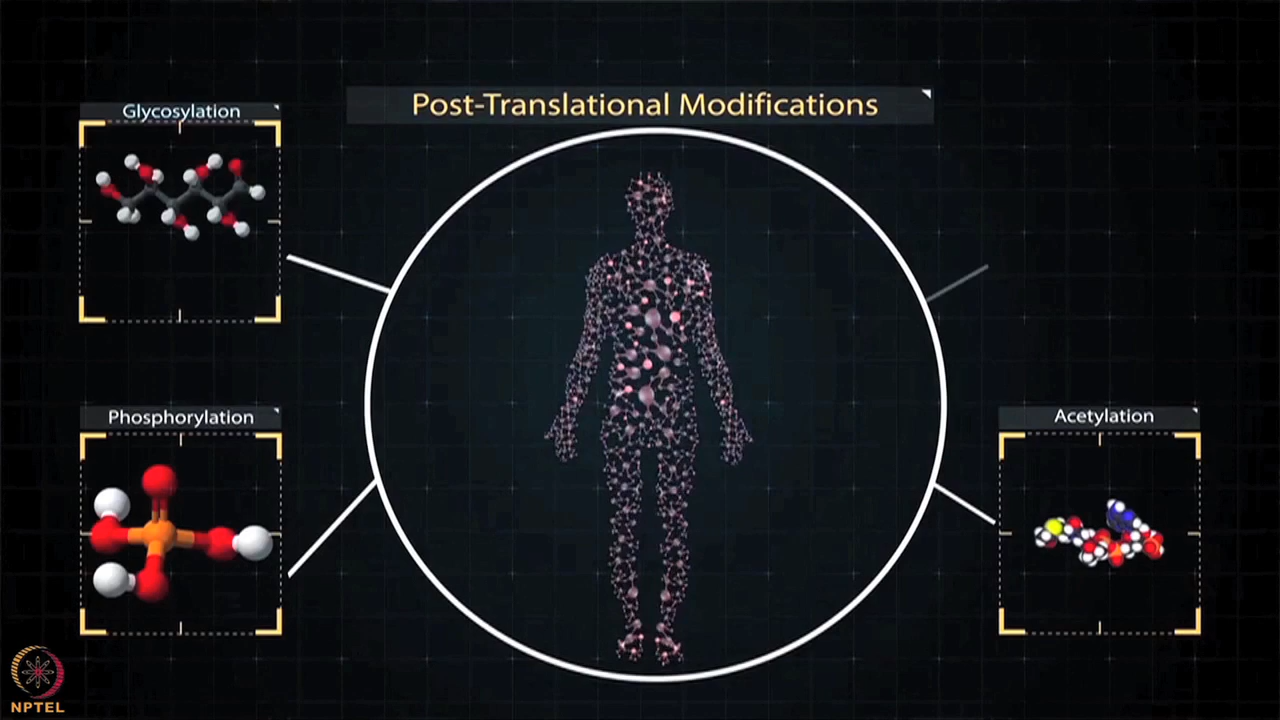 Post-Translational Modifications
Glycosylation
Phosphorylation
Acetylation
NPTEL